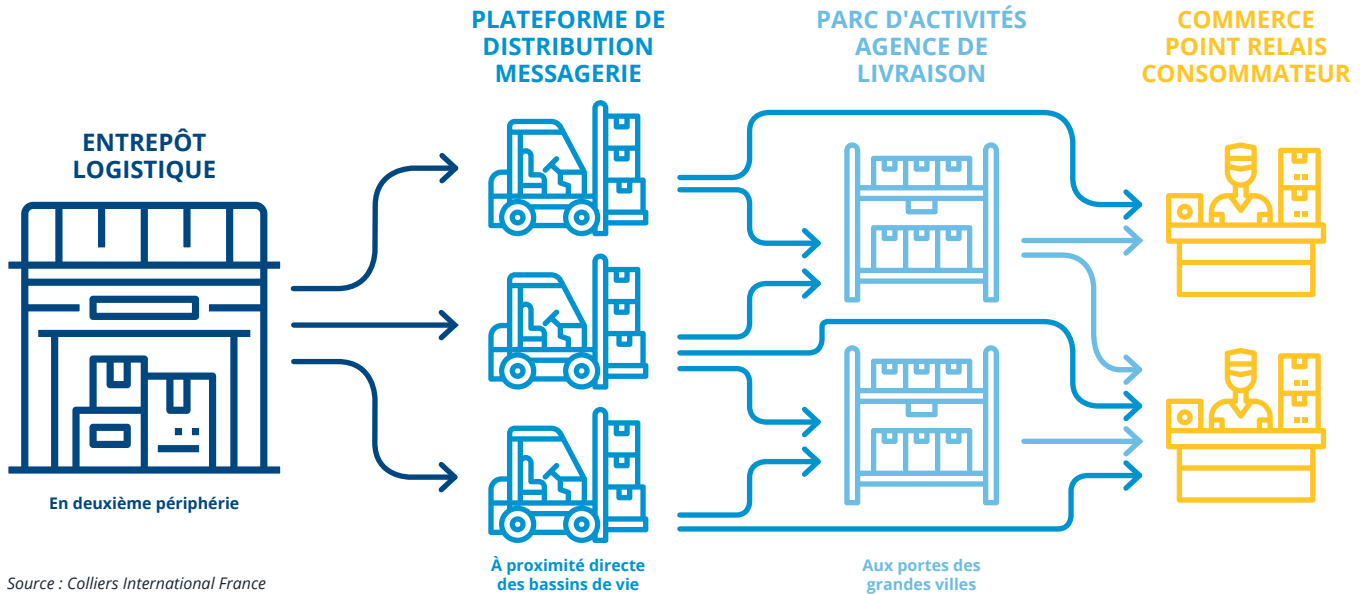 ENTREPÔT
LOGISTIQUE
En deuxième périphérie
PLATEFORME DE
DISTRIBUTION
MESSAGERIE
À proximité directe
des bassins de vie
PARC D'ACTIVITÉS
AGENCE DE
LIVRAISON
Aux portes des
grandes villes
COMMERCE
POINT RELAIS
CONSOMMATEUR
Source : Colliers International France